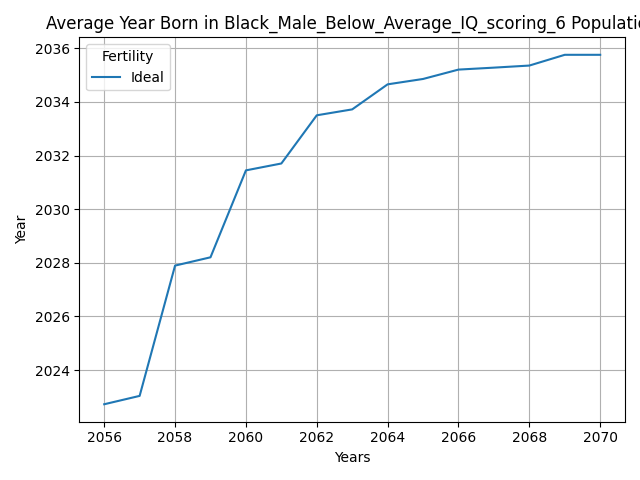 Average Year Born in Black_Male_Below_Average_IQ_scoring_6 Populatio
Fertility
Ideal
2036
2034
2032
2030
2028
2026
2024
Year
2056 2058 2060 2062 2064 2066 2068 2070
Years